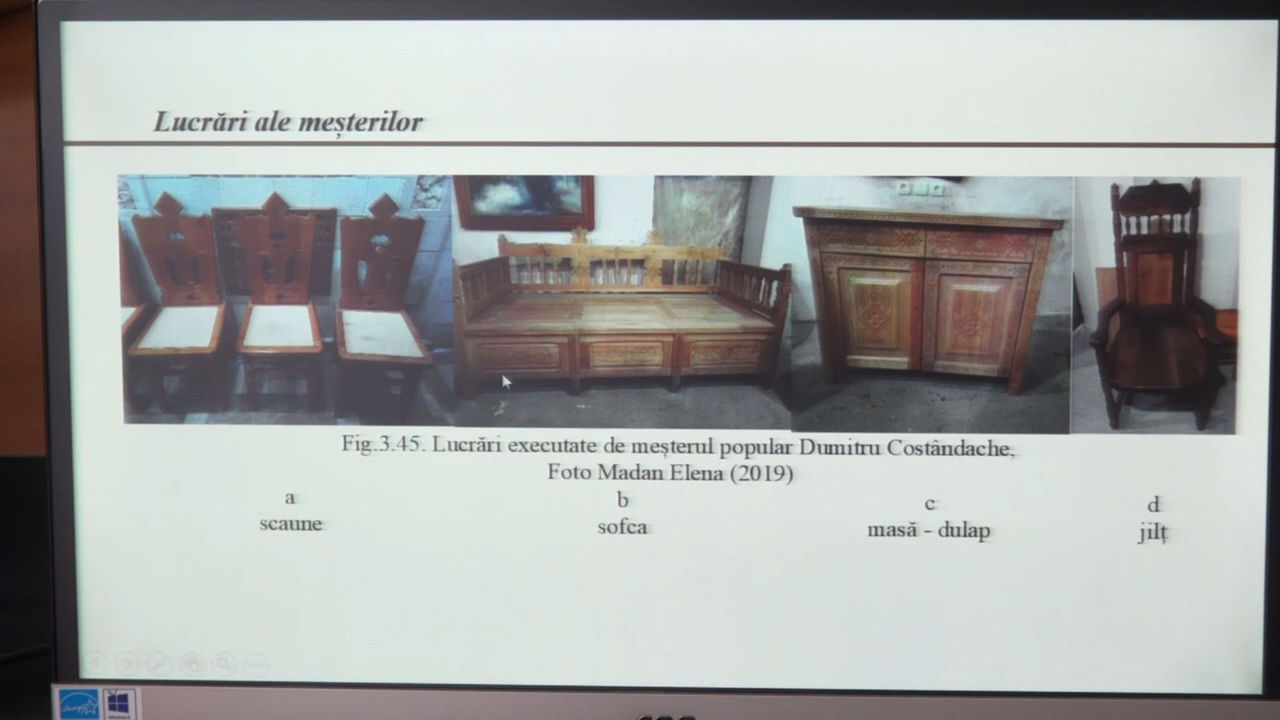 Lucrări ale meșterilor
Fig.3.45. Lucrări executate de meșterul popular Dumitru Costândache,
Foto Madan Elena (2019)
a
scaune
b
sofca
c
masă - dulap
d
jilț